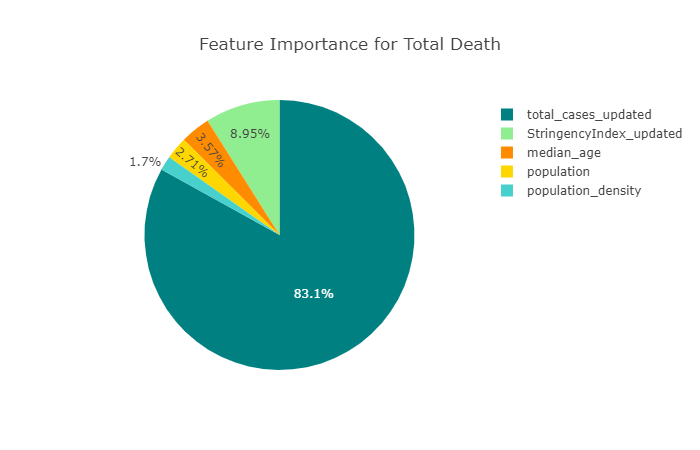 Feature Importance for Total Death
total_cases_updated
StringencyIndex_updated
median_age
population
population_density
8.95%
3.57%
2.71%
1.7%
83.1%